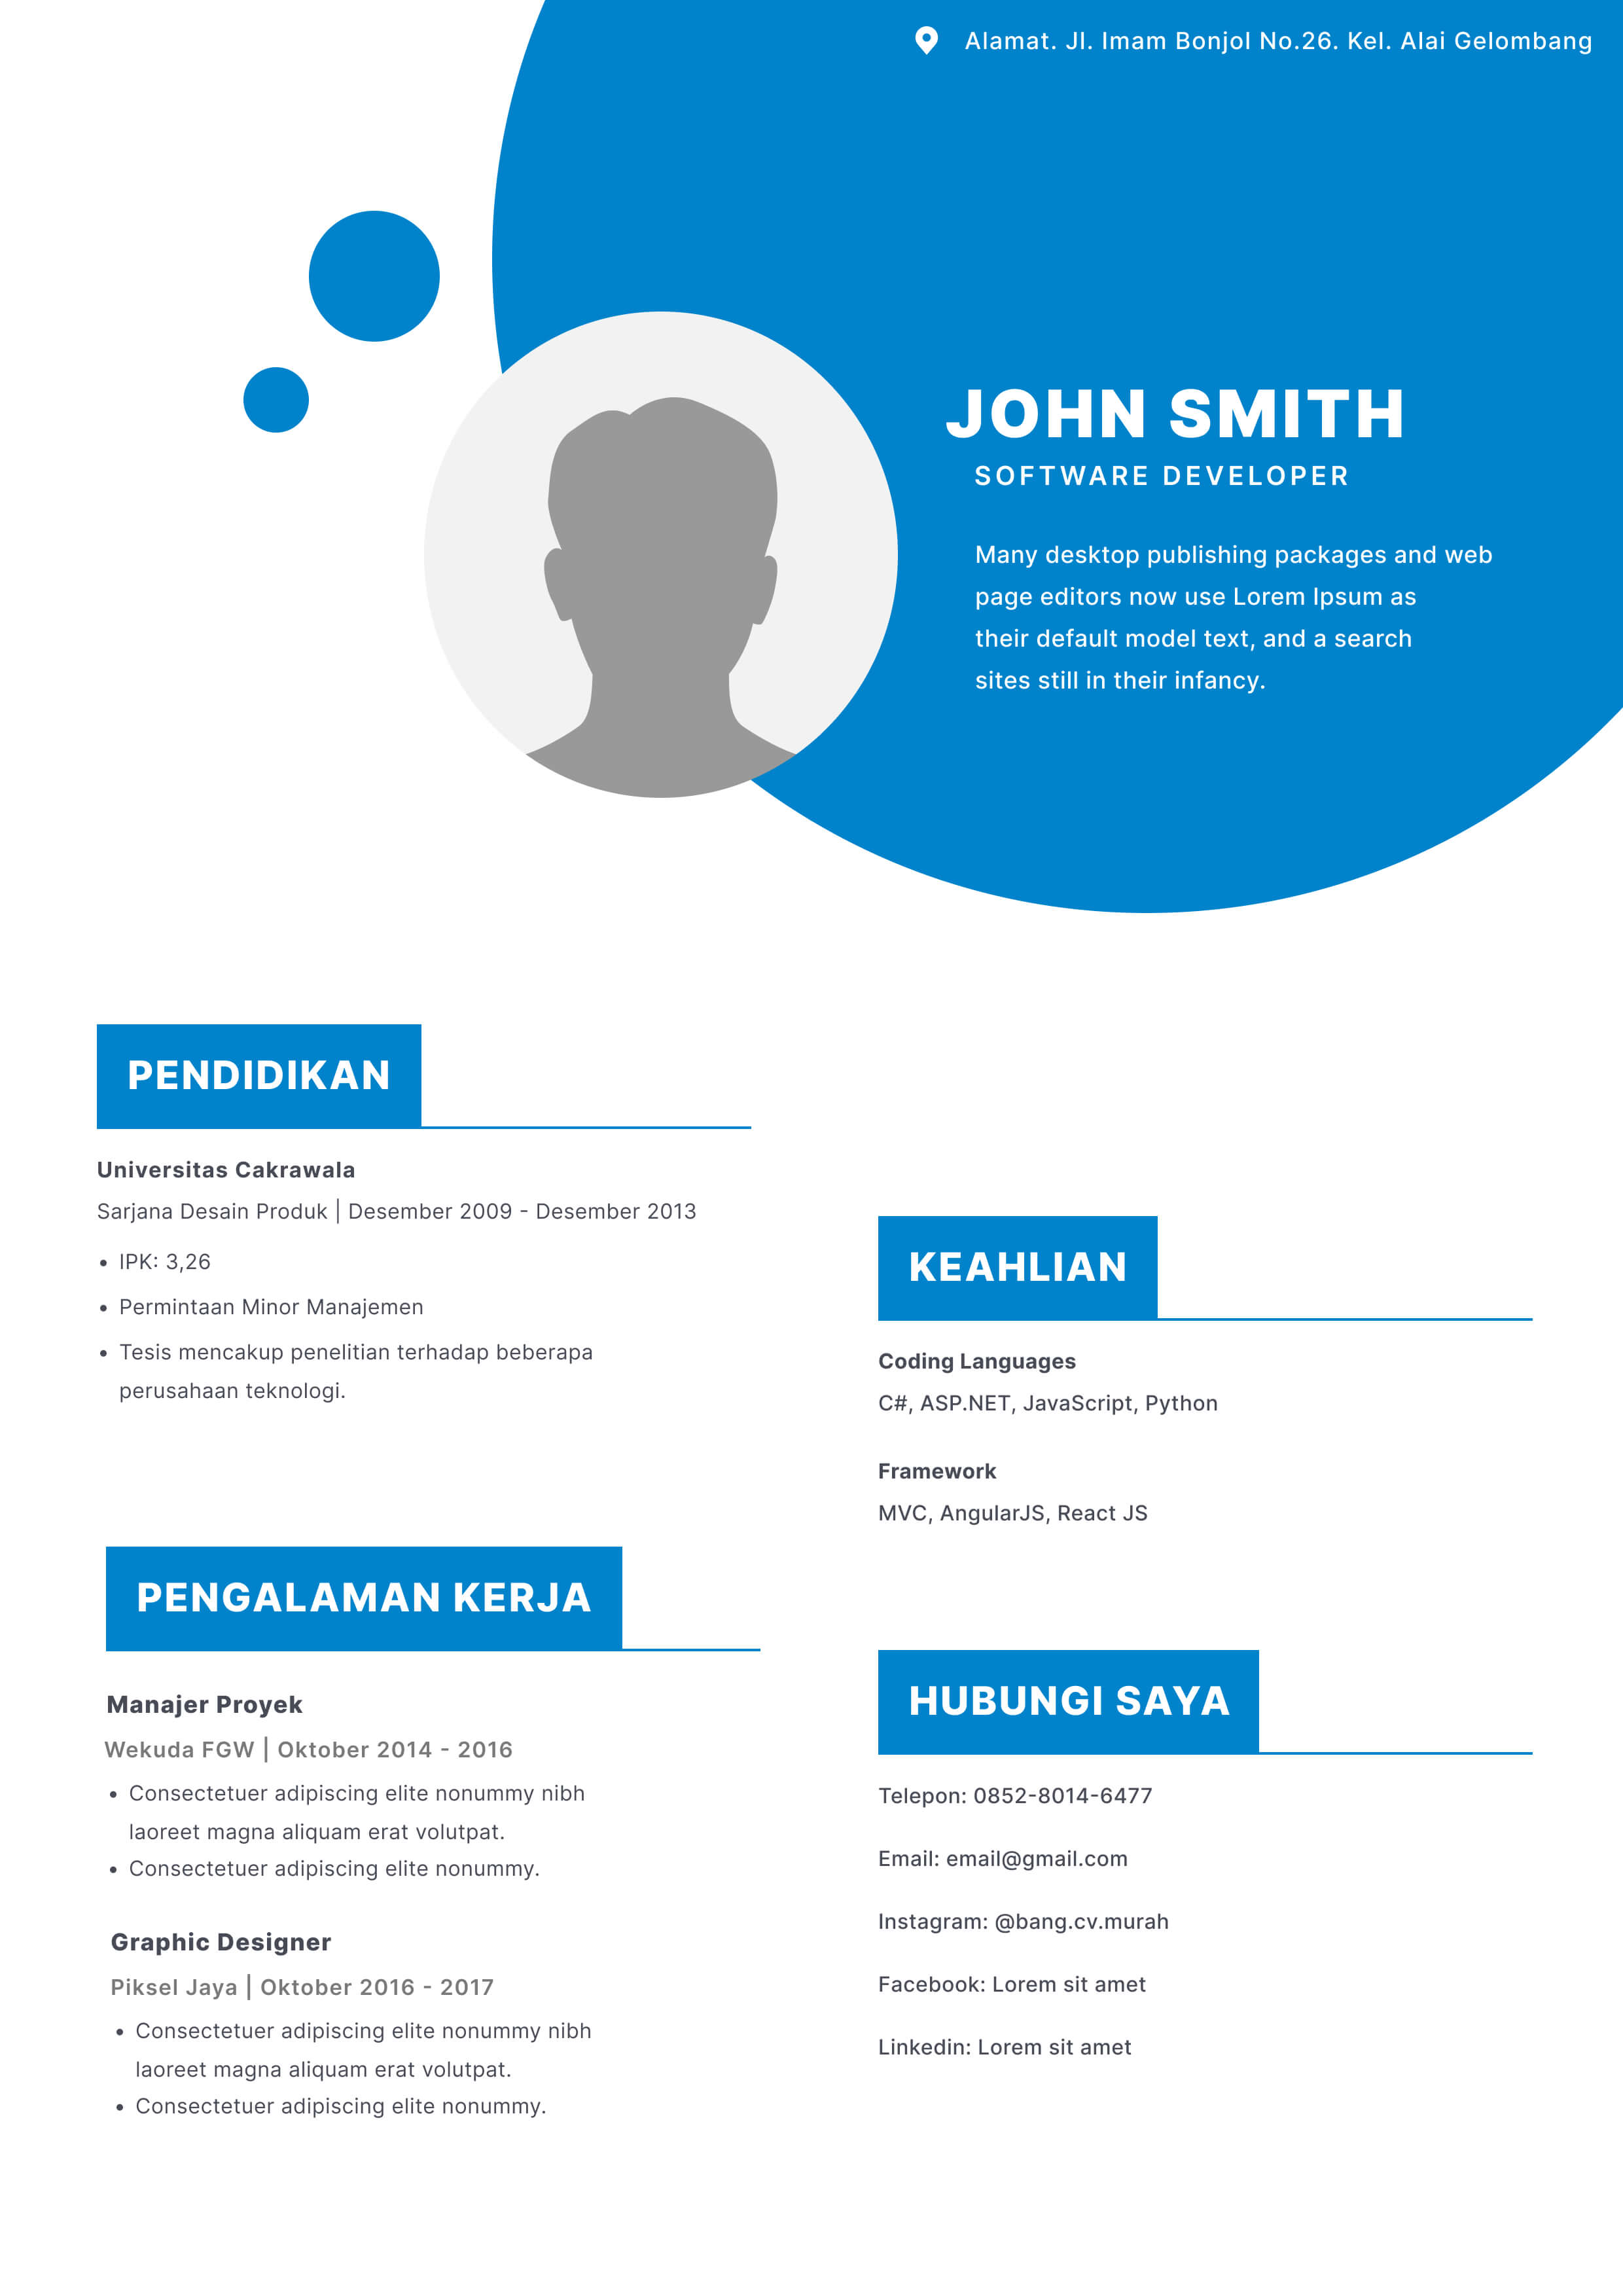 Alamat. Jl. Imam Bonjol No.26. Kel. Alai Gelombang
JOHN SMITH
SOFTWARE DEVELOPER
Many desktop publishing packages and web
page editors now use Lorem Ipsum as
their default model text, and a search
sites still in their infancy.
PENDIDIKAN
Universitas Cakrawala
Sarjana Desain Produk | Desember 2009 - Desember 2013
• IPK: 3,26
• Permintaan Minor Manajemen
• Tesis mencakup penelitian terhadap beberapa
perusahaan teknologi.
PENGALAMAN KERJA
Manajer Proyek
Wekuda FGW | Oktober 2014 - 2016
• Consectetuer adipiscing elite nonummy nibh
laoreet magna aliquam erat volutpat.
• Consectetuer adipiscing elite nonummy.
Graphic Designer
Piksel Jaya | Oktober 2016 - 2017
• Consectetuer adipiscing elite nonummy nibh
laoreet magna aliquam erat volutpat.
• Consectetuer adipiscing elite nonummy.
KEAHLIAN
Coding Languages
C#, ASP.NET, JavaScript, Python
Framework
MVC, AngularJS, React JS
HUBUNGI SAYA
Telepon: 0852-8014-6477
Email: email@gmail.com
Instagram: @bang.cv.murah
Facebook: Lorem sit amet
Linkedin: Lorem sit amet